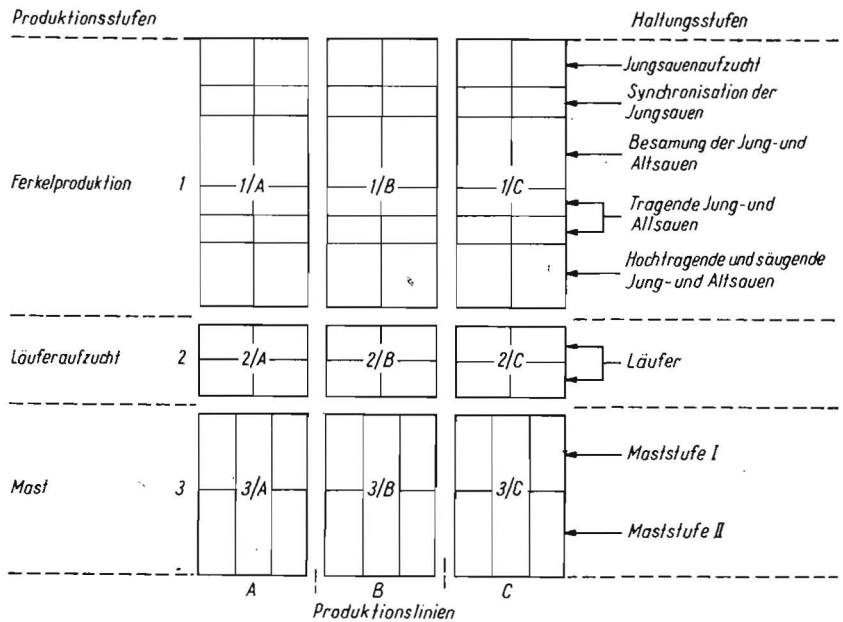 Produktionsstufen
Haltungsstufen
Jungsauenaufzucht
Synchronisation der
Jungsauen
Besamung der Jung-und
Altsauen
Ferkelproduktion 1 1/A 1/B 1/C
Tragende Jung-und
Altsauen
Hochtragende und säugende
Jung-und Altsauen
Läuferaufzucht 2 2/A 2/B 2/C Läufer
Maststufe I
Mast 3 3/A 3/B 3/C
Maststufe II
A B C
Produktionslinien